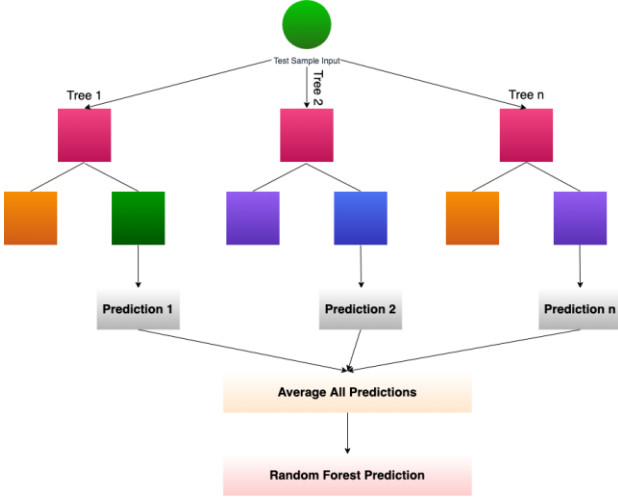 Test Sample Input
Tree 1
Tree 2
Tree n
Prediction 1
Prediction 2
Prediction n
Average All Predictions
Random Forest Prediction